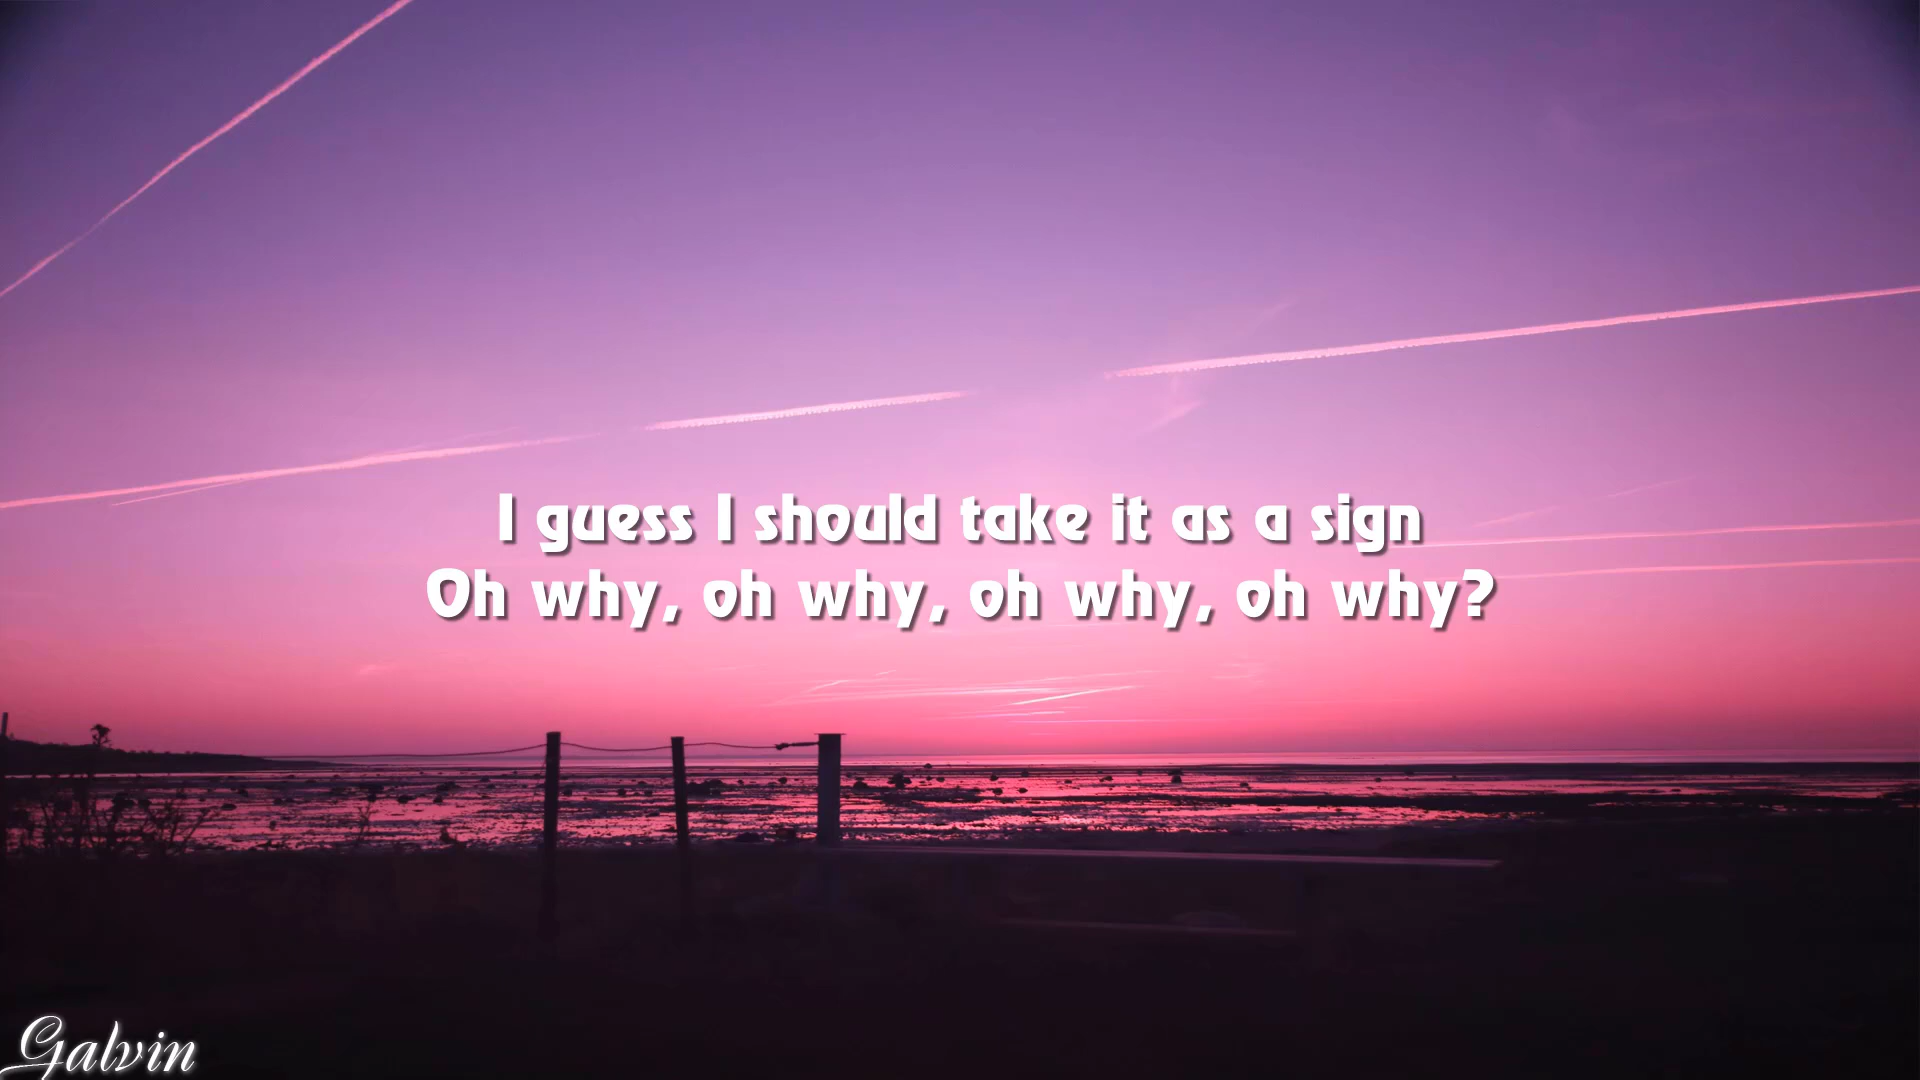 I guess I should take it as a sign
Oh why, oh why, oh why, oh why?
Galvin